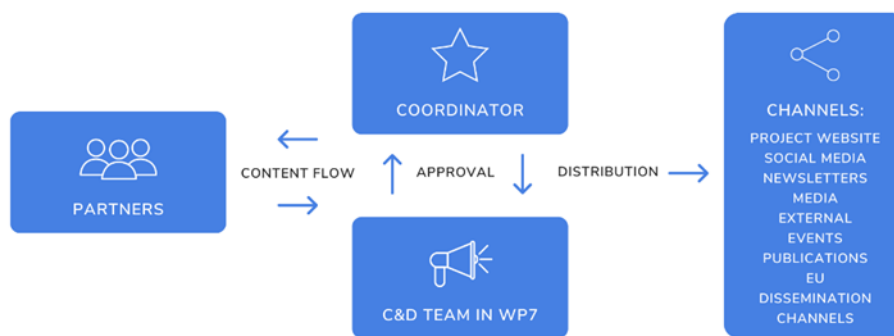 COORDINATOR
PARTNERS
CONTENT FLOW
APPROVAL
DISTRIBUTION
C&D TEAM IN WP7
CHANNELS:
PROJECT WEBSITE
SOCIAL MEDIA
NEWSLETTERS
MEDIA
EXTERNAL
EVENTS
PUBLICATIONS
EU
DISSEMINATION
CHANNELS